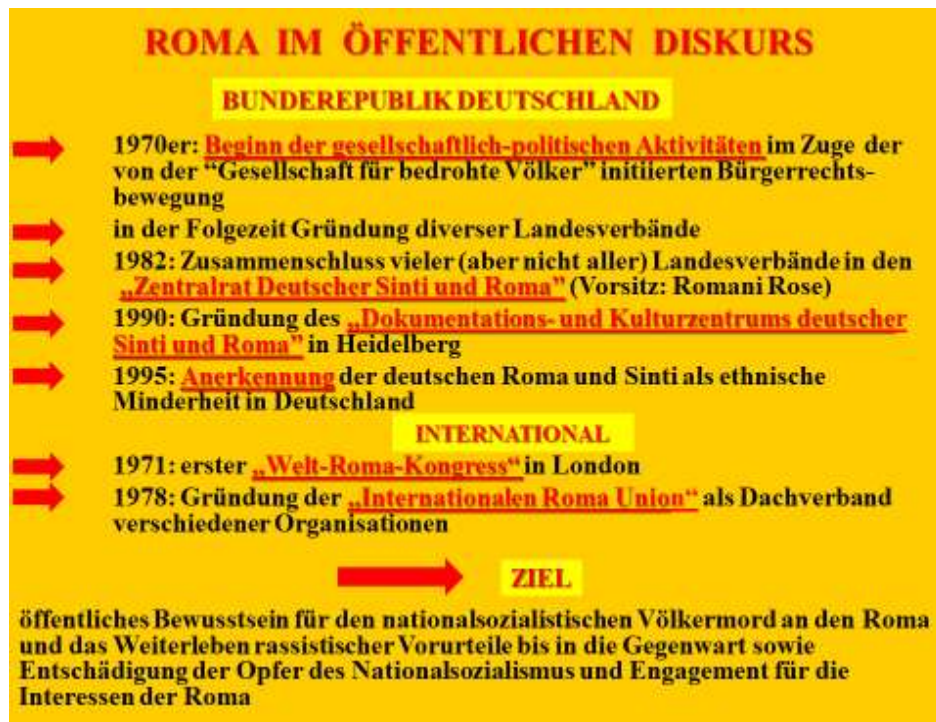 ROMA IM ÖFFENTLICHEN DISKURS
BUNDEREPUBLIK DEUTSCHLAND
1970er: Beginn der gesellschaftlich-politischen Aktivitäten im Zuge der
von der “Gesellschaft für bedrohte Völker” initiierten Bürgerrechts-
bewegung
in der Folgezeit Gründung diverser Landesverbände
1982: Zusammenschluss vieler (aber nicht aller) Landesverbände in den
„Zentralrat Deutscher Sinti und Roma” (Vorsitz: Romani Rose)
1990: Gründung des „Dokumentations- und Kulturzentrums deutscher
Sinti und Roma” in Heidelberg
1995: Anerkennung der deutschen Roma und Sinti als ethnische
Minderheit in Deutschland
INTERNATIONAL
1971: erster „Welt-Roma-Kongress“ in London
1978: Gründung der „Internationalen Roma Union“ als Dachverband
verschiedener Organisationen
ZIEL
öffentliches Bewusstsein für den nationalsozialistischen Völkermord an den Roma
und das Weiterleben rassistischer Vorurteile bis in die Gegenwart sowie
Entschädigung der Opfer des Nationalsozialismus und Engagement für die
Interessen der Roma